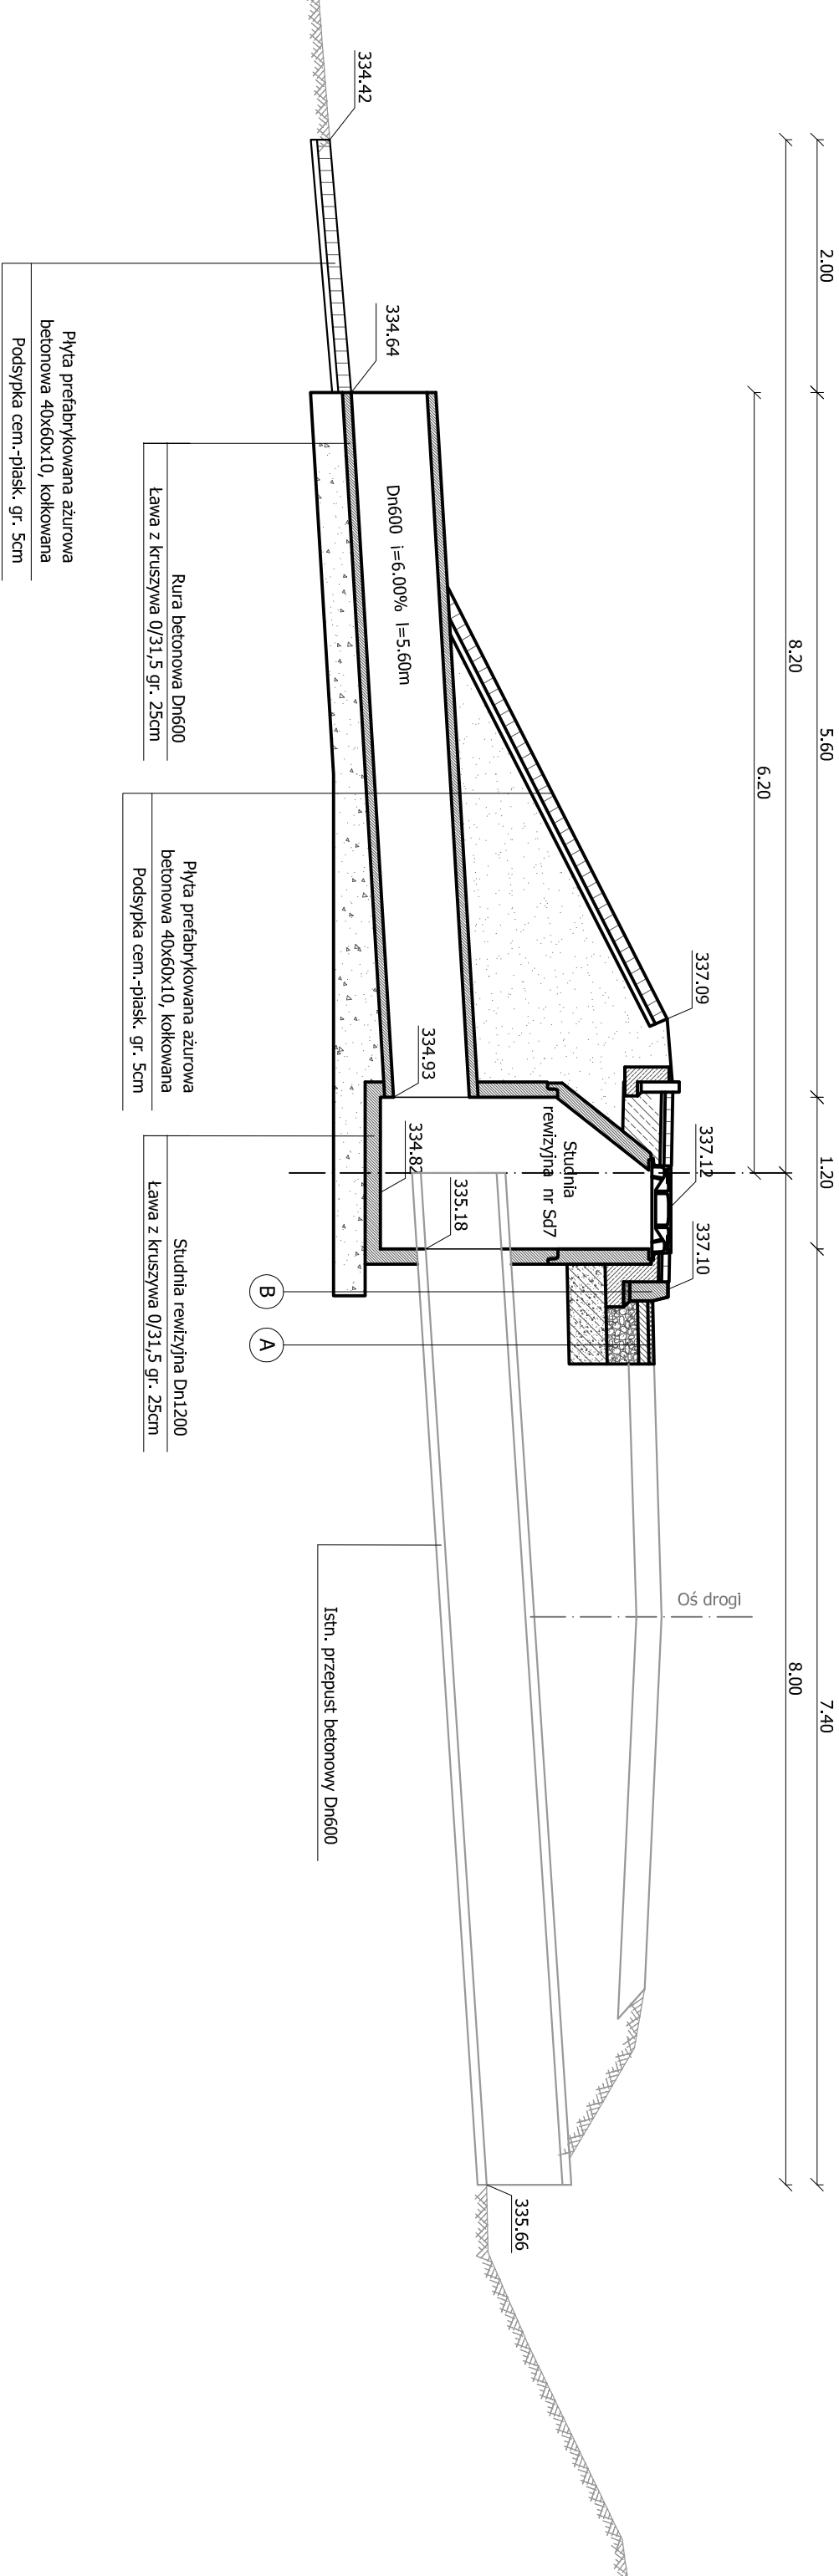 2.00
5.60
1.20
7.40
8.20
8.00
6.20
334.42
334.64
337.09
337.12
337.10
334.93
334.82
335.18
335.66
Dn600 i=6.00% l=5.60m
Studnia
rewizyjna nr Sd7
Oś drogi
B
A
Płyta prefabrykowana ażurowa
betonowa 40x60x10, kołkowana
Podsypka cem.-piask. gr. 5cm
Rura betonowa Dn600
Ława z kruszywa 0/31,5 gr. 25cm
Płyta prefabrykowana ażurowa
betonowa 40x60x10, kołkowana
Podsypka cem.-piask. gr. 5cm
Studnia rewizyjna Dn1200
Ława z kruszywa 0/31,5 gr. 25cm
Istn. przepust betonowy Dn600